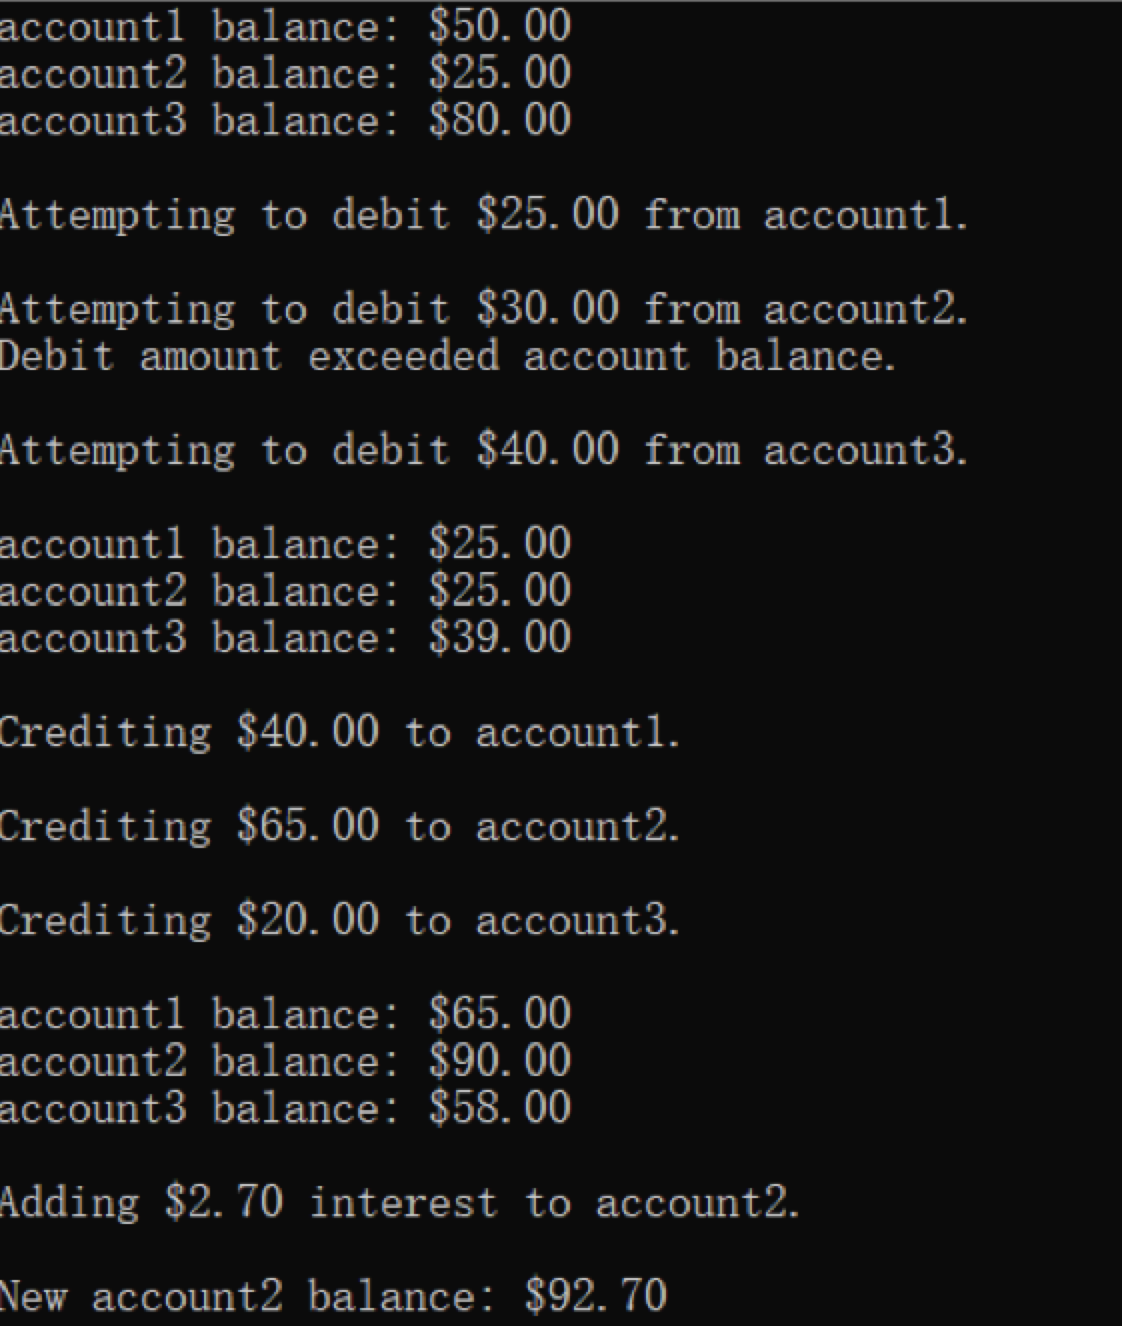 account1 balance: $50.00
account2 balance: $25.00
account3 balance: $80.00
Attempting to debit $25.00 from account1.
Attempting to debit $30.00 from account2.
Debit amount exceeded account balance.
Attempting to debit $40.00 from account3.
account1 balance: $25.00
account2 balance: $25.00
account3 balance: $39.00
Crediting $40.00 to account1.
Crediting $65.00 to account2.
Crediting $20.00 to account3.
account1 balance: $65.00
account2 balance: $90.00
account3 balance: $58.00
Adding $2.70 interest to account2.
New account2 balance: $92.70